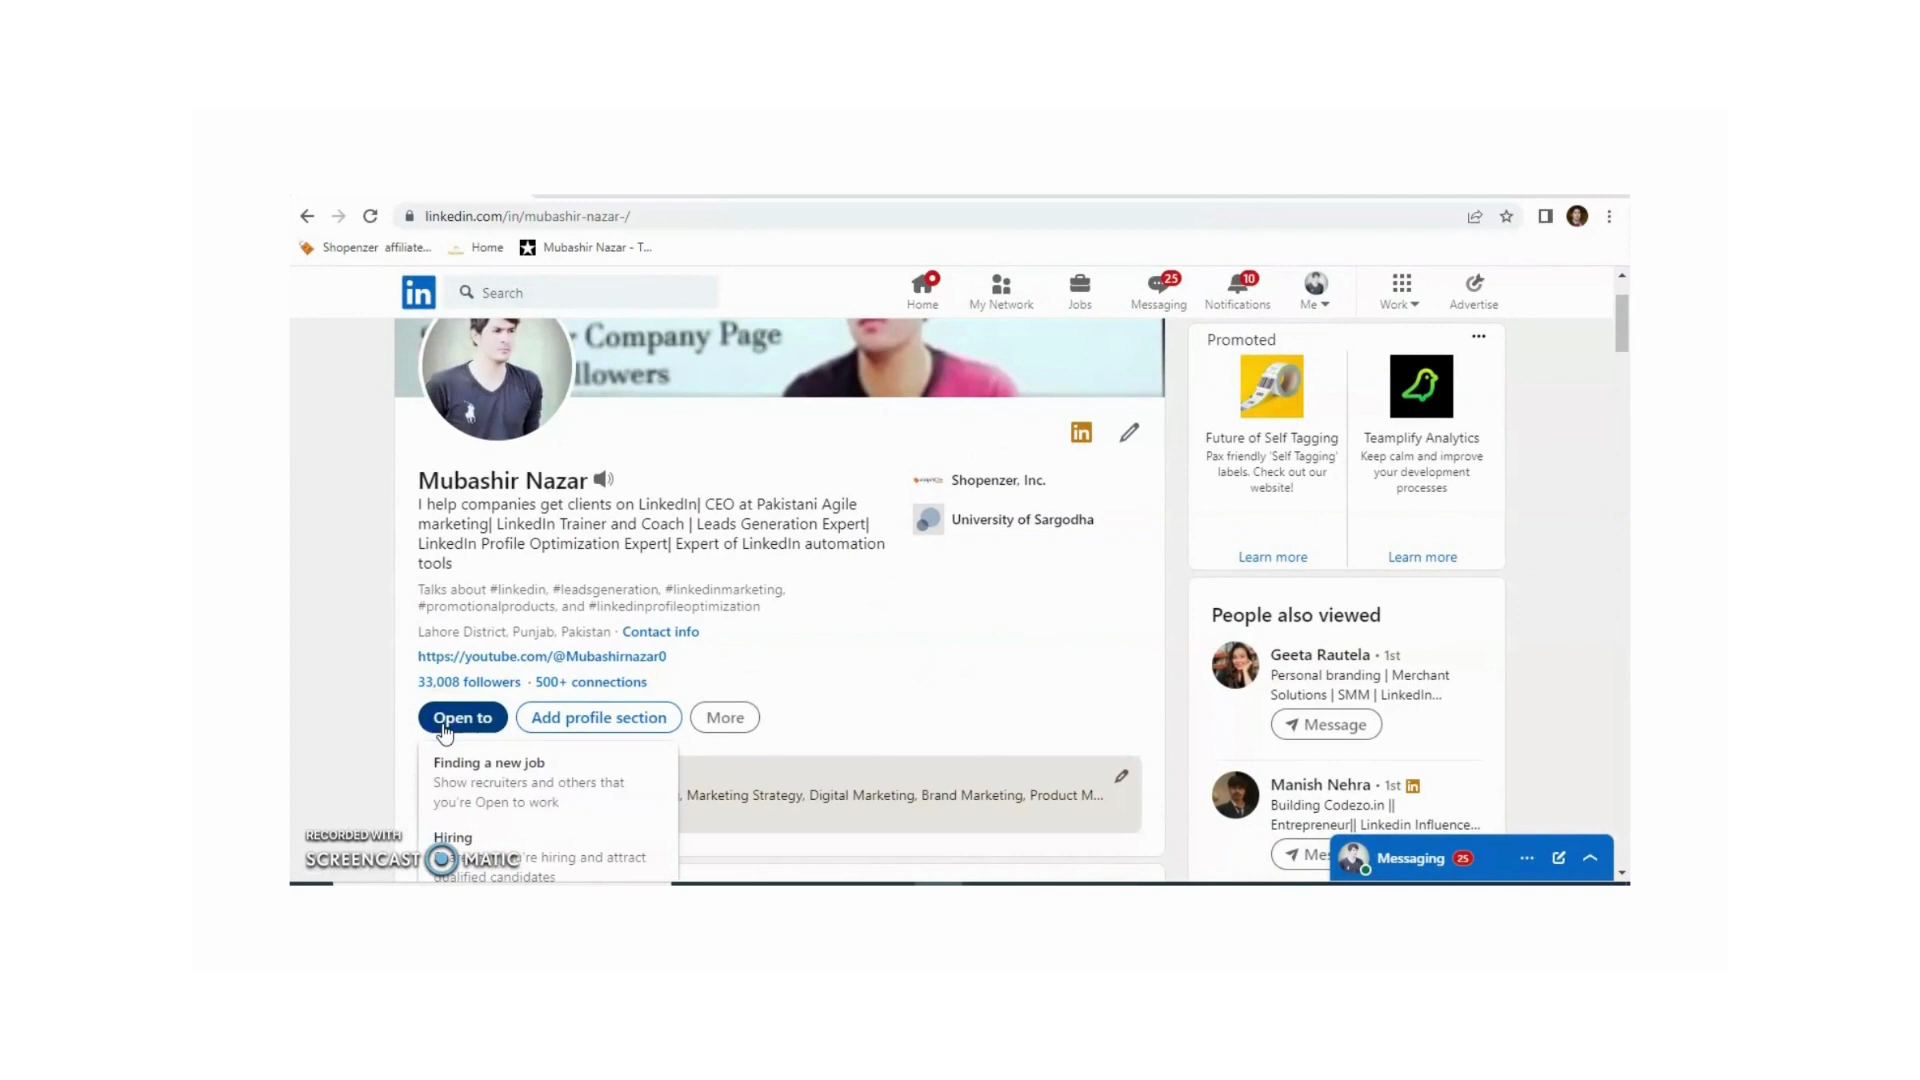 linkedin.com/in/mubashir-nazar-/
Shopenzer affiliate...
Home
Mubashir Nazar - T...
in
Search
Home
My Network
25
Jobs
Messaging
10
Notifications
Me
Work
Advertise
Company Page
llowers
in
Mubashir Nazar
I help companies get clients on LinkedIn| CEO at Pakistani Agile
marketing| LinkedIn Trainer and Coach | Leads Generation Expert|
LinkedIn Profile Optimization Expert| Expert of LinkedIn automation
tools
Talks about #linkedin, #leadsgeneration, #linkedinmarketing,
#promotionalproducts, and #linkedinprofileoptimization
Lahore District, Punjab, Pakistan · Contact info
https://youtube.com/@Mubashirnazar0
33,008 followers · 500+ connections
Open to
Add profile section
More
Finding a new job
Show recruiters and others that
you're Open to work
Hiring
're hiring and attract
qualified candidates
, Marketing Strategy, Digital Marketing, Brand Marketing, Product M...
Shopenzer, Inc.
University of Sargodha
Promoted
Future of Self Tagging
Pax friendly 'Self Tagging'
labels. Check out our
website!
Learn more
Teamplify Analytics
Keep calm and improve
your development
processes
Learn more
People also viewed
Geeta Rautela • 1st
Personal branding | Merchant
Solutions | SMM | LinkedIn...
Message
Manish Nehra • 1st in
Building Codezo.in ||
Entrepreneur|| Linkedin Influence...
Mes
Messaging 25
RECORDED WITH
SCREENCAST MATIC